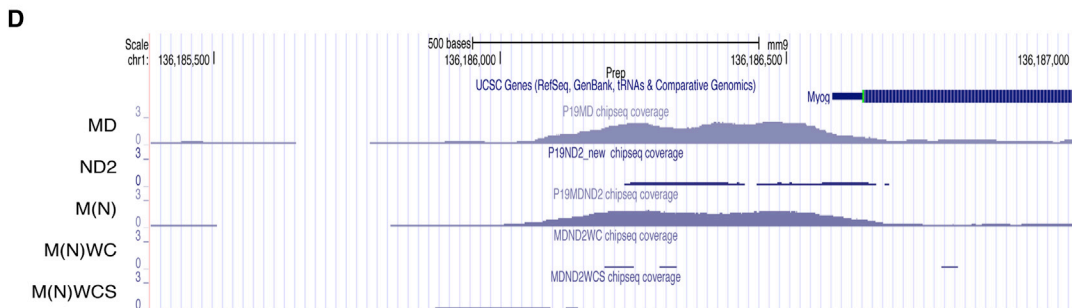 D
Scale 500 bases mm9
chr1: 136,185,500 136,186,000 136,186,500 136,187,000
Prep
UCSC Genes (RefSeq, GenBank, tRNAs & Comparative Genomics)
Myog
P19MD chipseq coverage
MD 3 0
P19ND2_new chipseq coverage
ND2 3 0
P19MDND2 chipseq coverage
M(N) 3 0
MDND2WC chipseq coverage
M(N)WC 3 0
MDND2WCS chipseq coverage
M(N)WCS 3 0